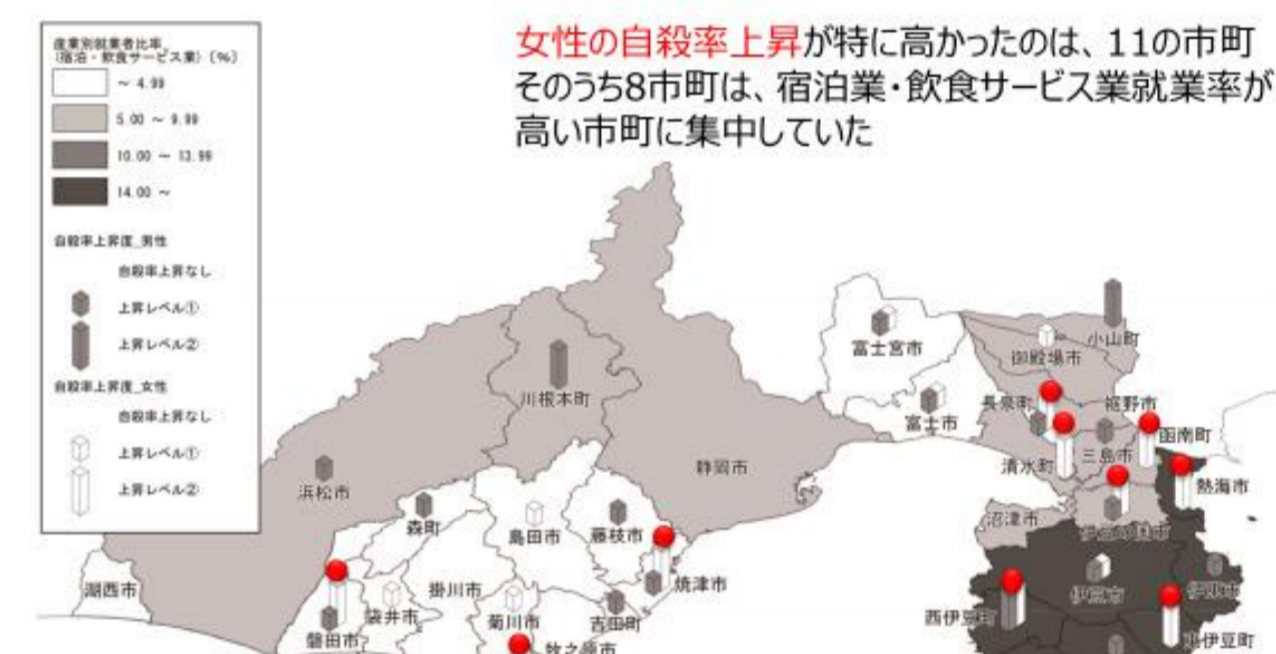 女性の自殺率上昇が特に高かったのは、11の市町
そのうち8市町は、宿泊業・飲食サービス業就業率が
高い市町に集中していた
産業別就業者比率
(宿泊・飲食サービス業) [%]
～ 4.99
5.00 ～ 9.99
10.00 ～ 13.99
14.00 ～
自殺率上昇度_男性
自殺率上昇なし
上昇レベル①
上昇レベル②
自殺率上昇度_女性
自殺率上昇なし
上昇レベル①
上昇レベル②
小山町
富士宮市
御殿場市
川根本町
長泉町
裾野市
富士市
函南町
静岡市
清水町
三島市
浜松市
熱海市
沼津市
森町
島田市
藤枝市
湖西市
掛川市
焼津市
伊豆市
伊東市
袋井市
菊川市
吉田町
西伊豆町
磐田市
牧之原市
東伊豆町